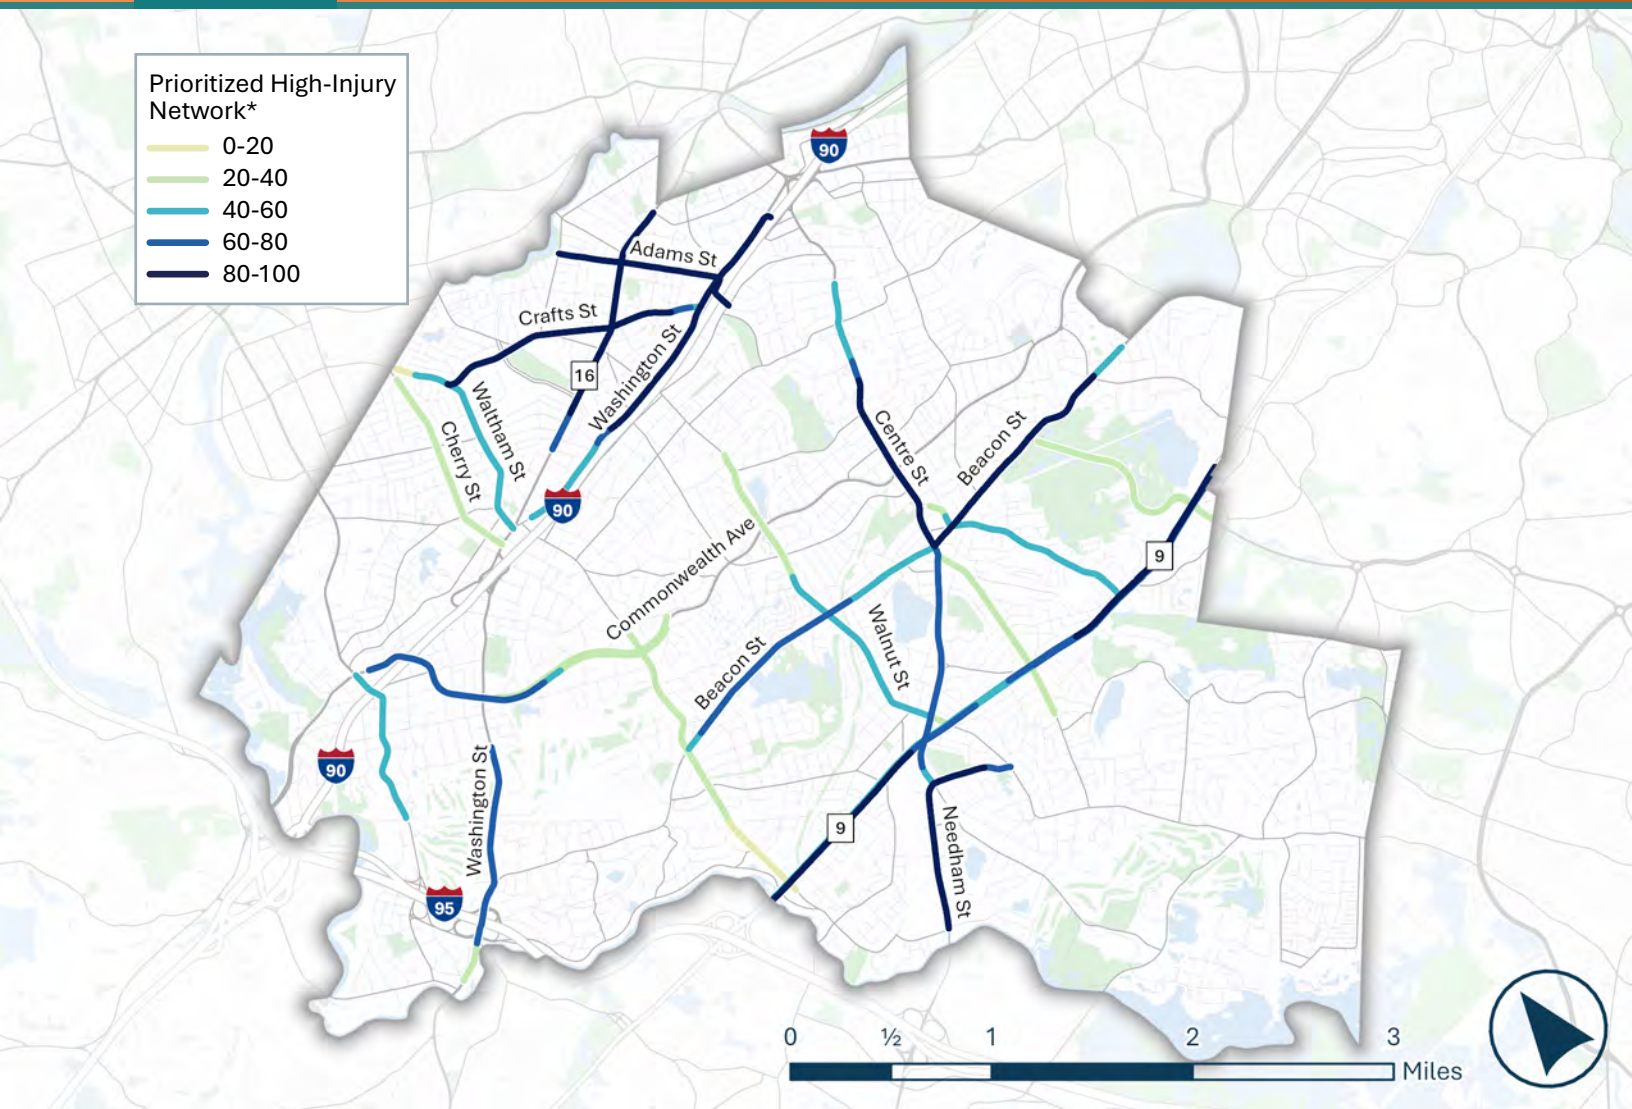 Prioritized High-Injury
Network*
0-20
20-40
40-60
60-80
80-100
90
Adams St
Crafts St
16
Washington St
Waltham St
Cherry St
90
Centre St
Beacon St
9
Commonwealth Ave
Walnut St
Beacon St
90
Washington St
9
Needham St
95
0
½
1
2
3
Miles